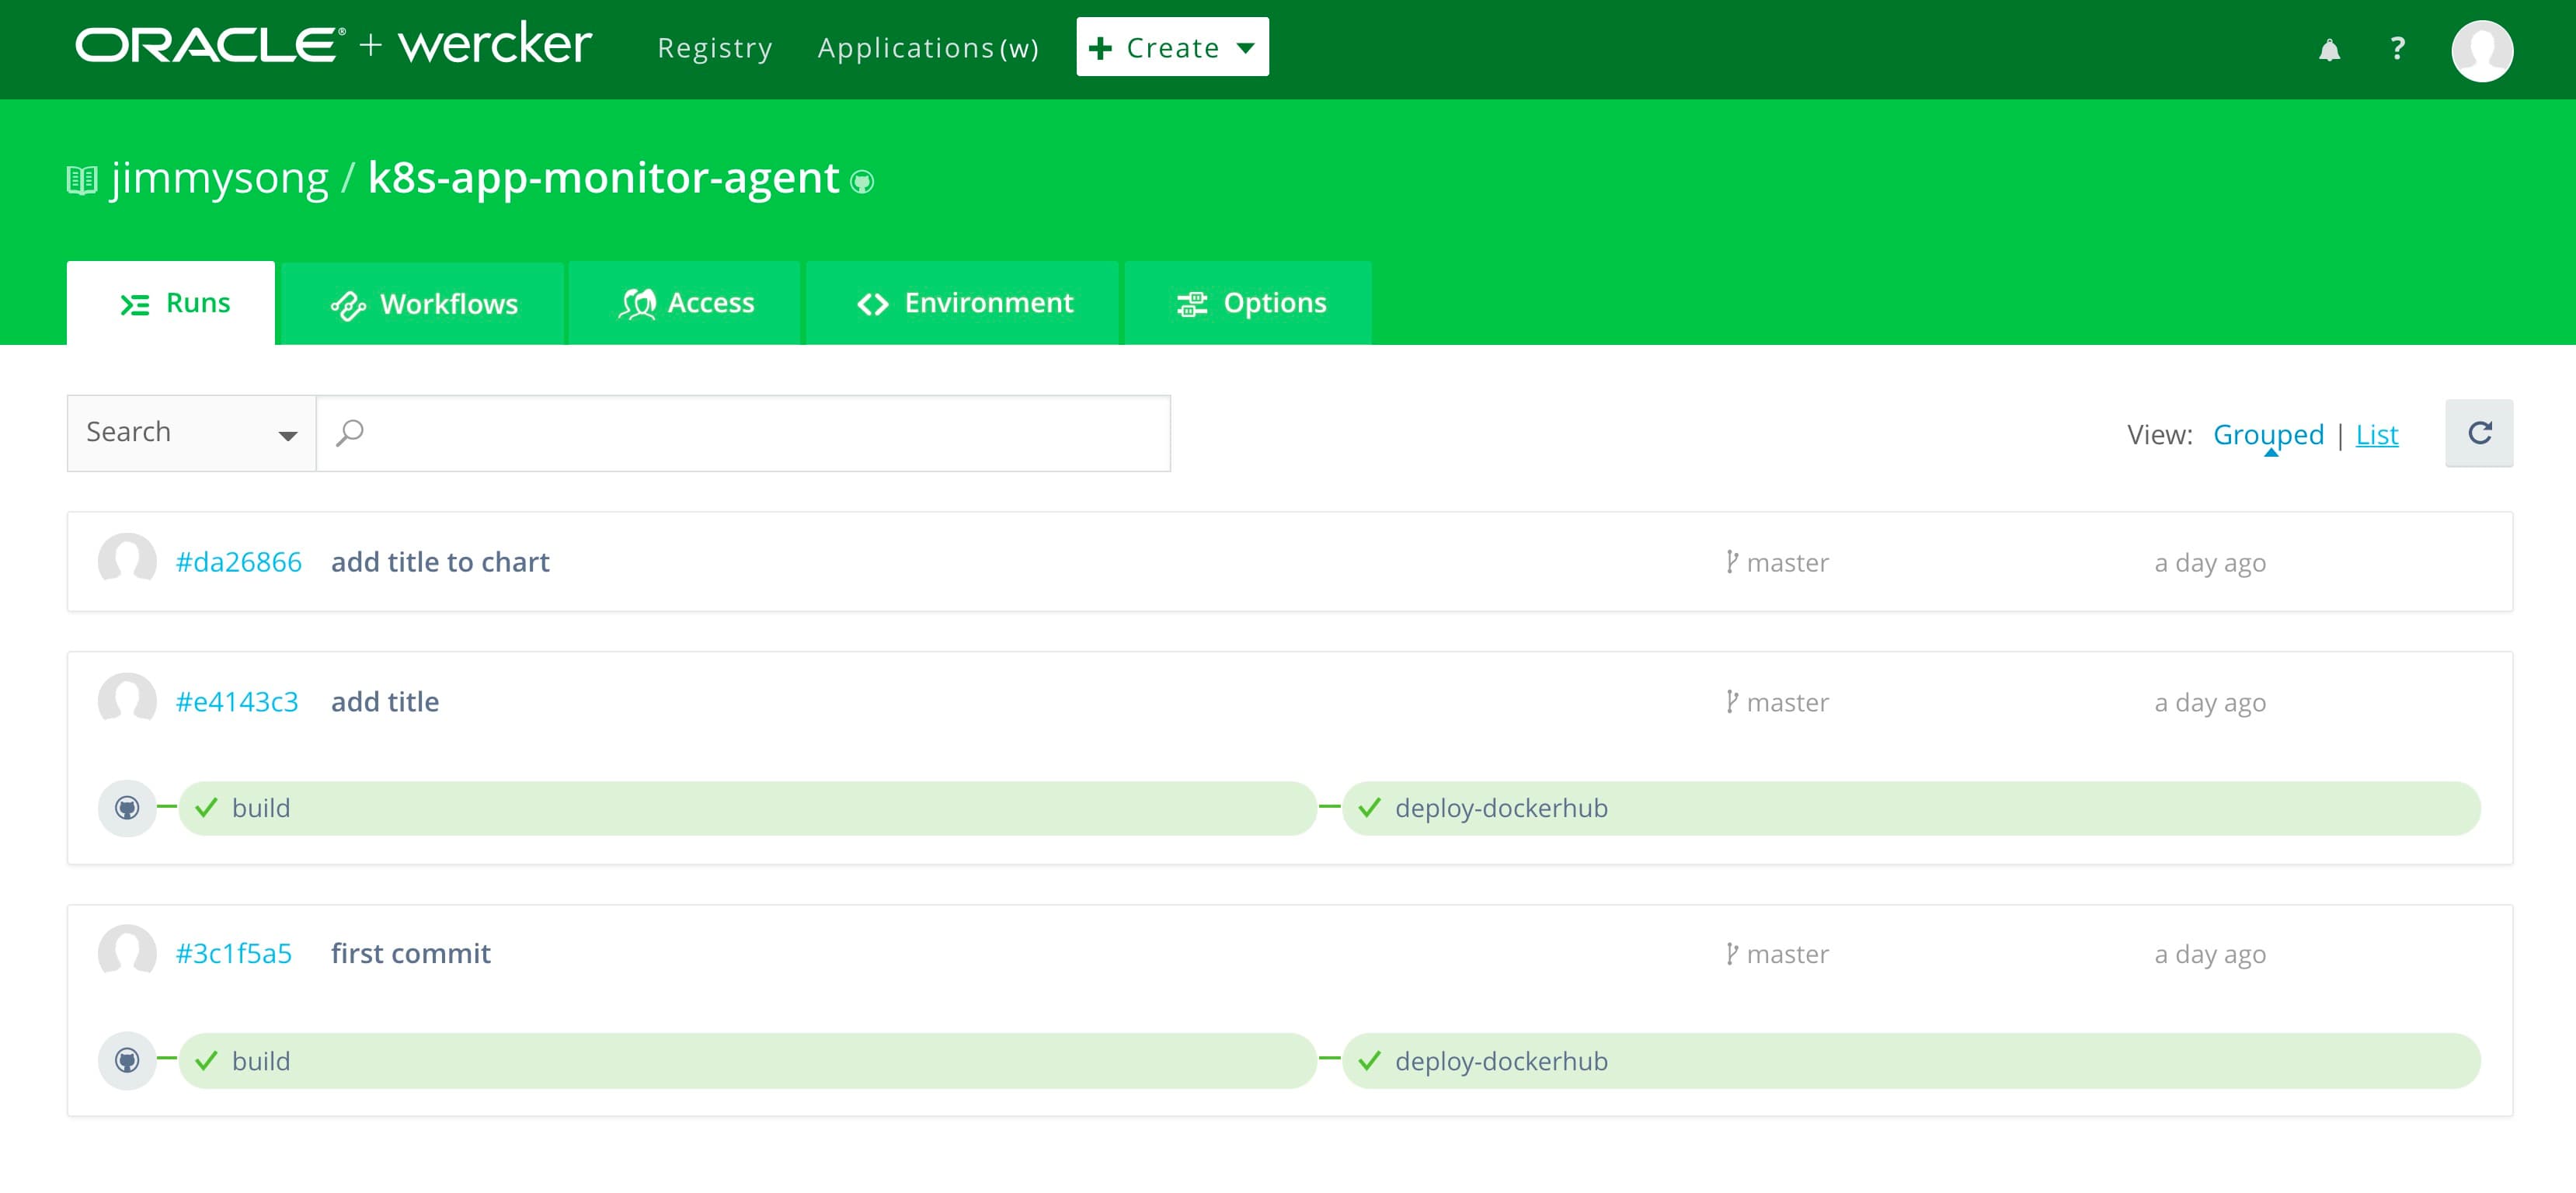 ORACLE® + wercker Registry Applications(w) + Create ?
jimmysong / k8s-app-monitor-agent
Runs Workflows Access Environment Options
Search View: Grouped | List
#da26866 add title to chart master a day ago
#e4143c3 add title master a day ago
build deploy-dockerhub
#3c1f5a5 first commit master a day ago
build deploy-dockerhub